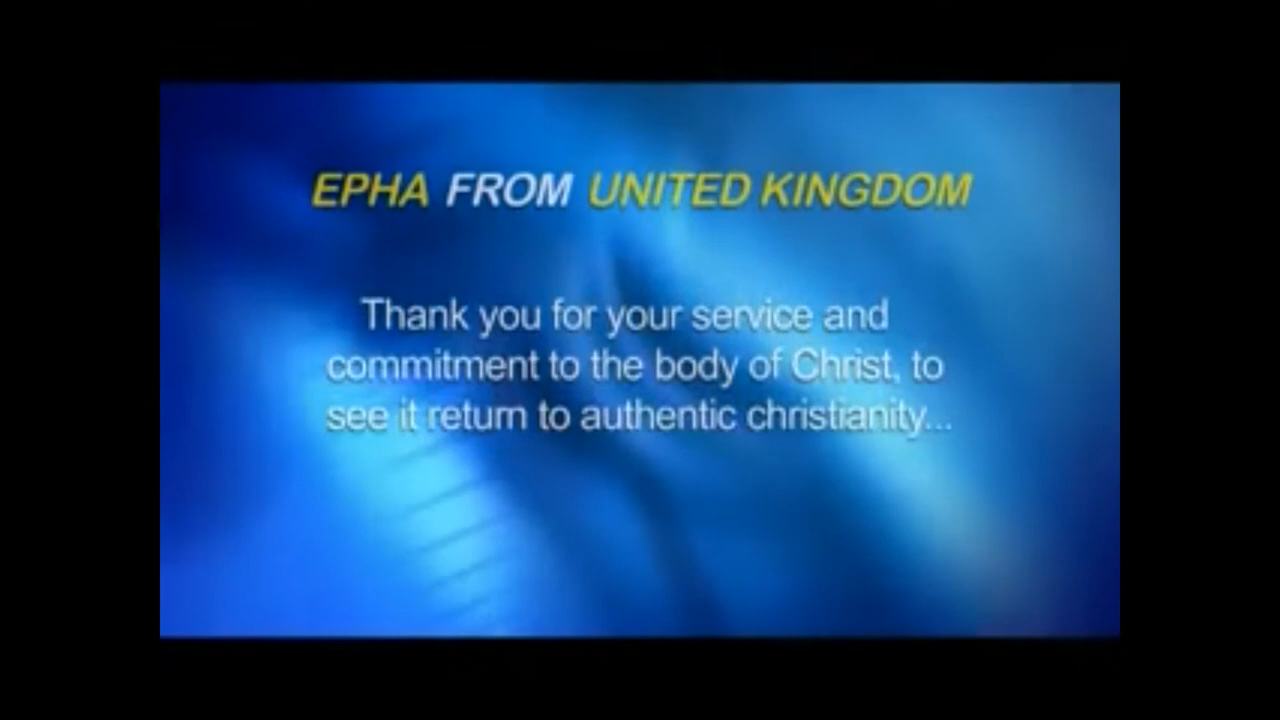 EPHA FROM UNITED KINGDOM
Thank you for your service and
commitment to the body of Christ, to
see it return to authentic christianity...